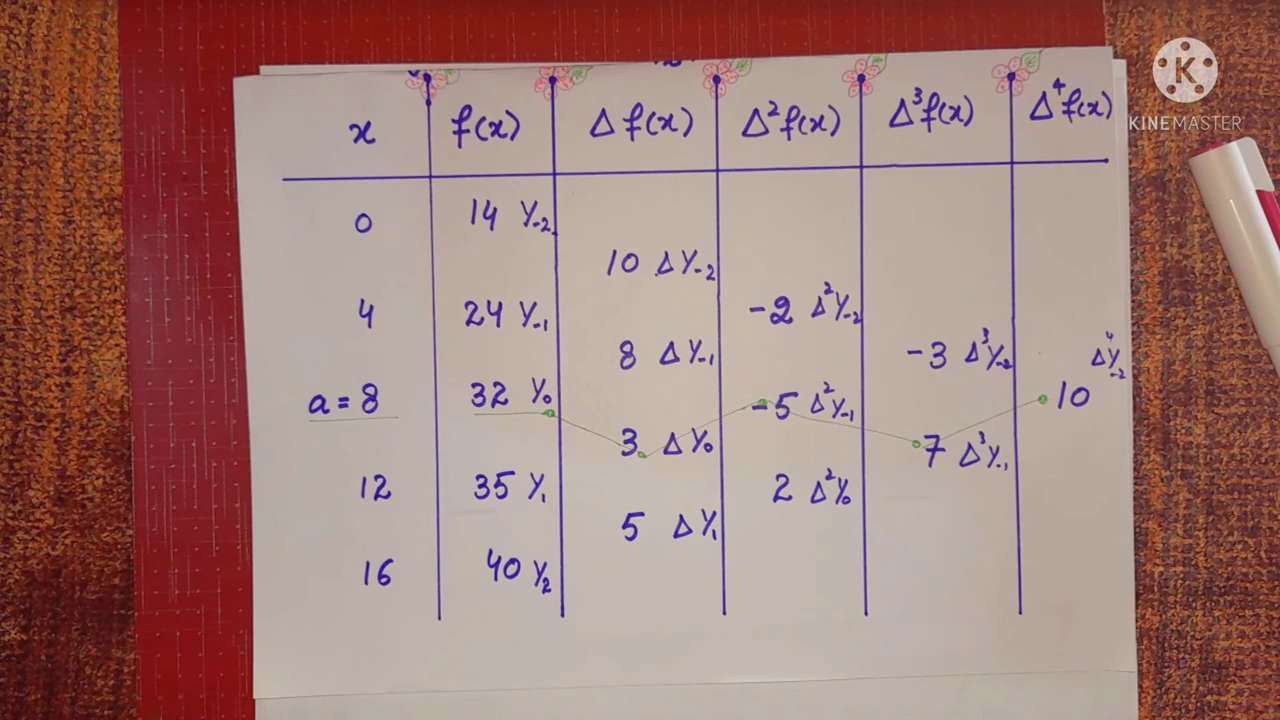 x f(x) Δ f(x) Δ²f(x) Δ³f(x) Δ⁴f(x)
KINEMASTER
0 14 Y₋₂
10 ΔY₋₂
4 24 Y₋₁ -2 Δ²Y₋₂
8 ΔY₋₁ -3 Δ³Y₋₂ Δ⁴Y₋₂
a = 8 32 Y₀ -5 Δ²Y₋₁ 10
3 ΔY₀ 7 Δ³Y₋₁
12 35 Y₁ 2 Δ²Y₀
5 ΔY₁
16 40 Y₂